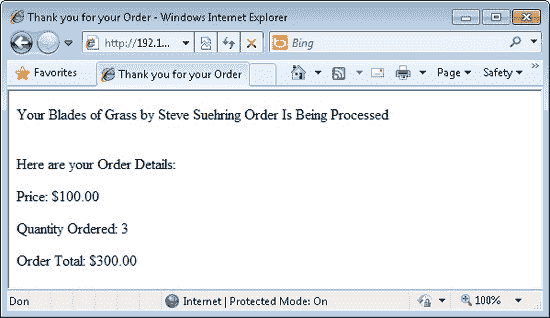 Thank you for your Order - Windows Internet Explorer
http://192.1...
Bing
Favorites
Thank you for your Order
Page
Safety
Your Blades of Grass by Steve Suehring Order Is Being Processed
Here are your Order Details:
Price: $100.00
Quantity Ordered: 3
Order Total: $300.00
Don
Internet | Protected Mode: On
100%